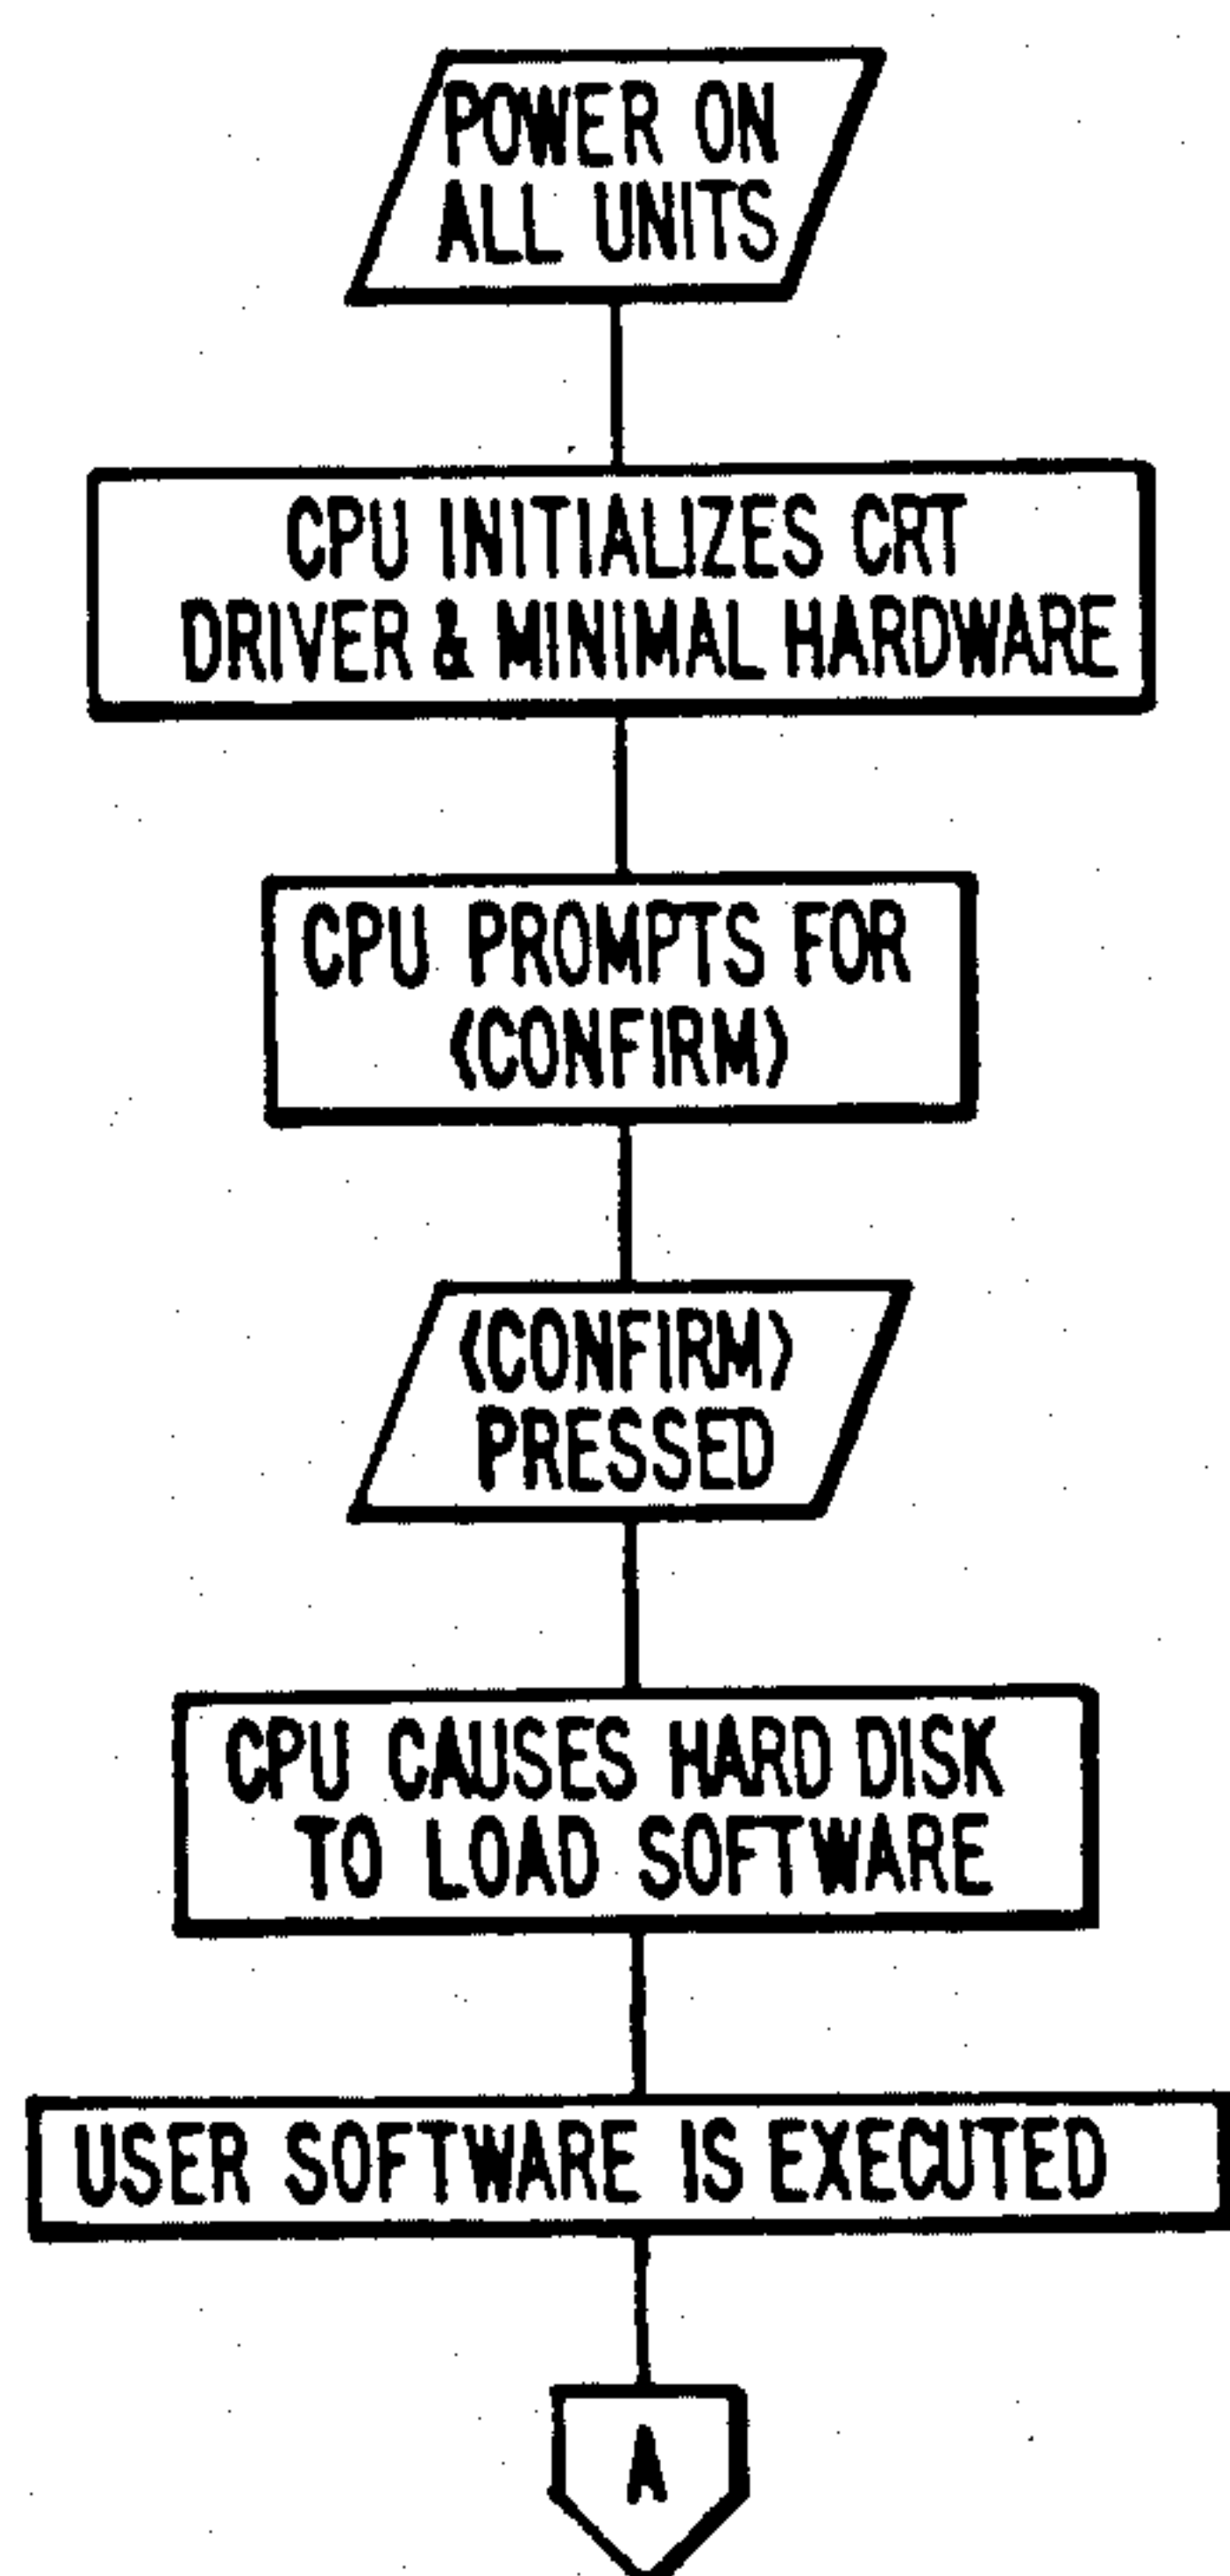 POWER ON
ALL UNITS
CPU INITIALIZES CRT
DRIVER & MINIMAL HARDWARE
CPU PROMPTS FOR
⟨CONFIRM⟩
⟨CONFIRM⟩
PRESSED
CPU CAUSES HARD DISK
TO LOAD SOFTWARE
USER SOFTWARE IS EXECUTED
A